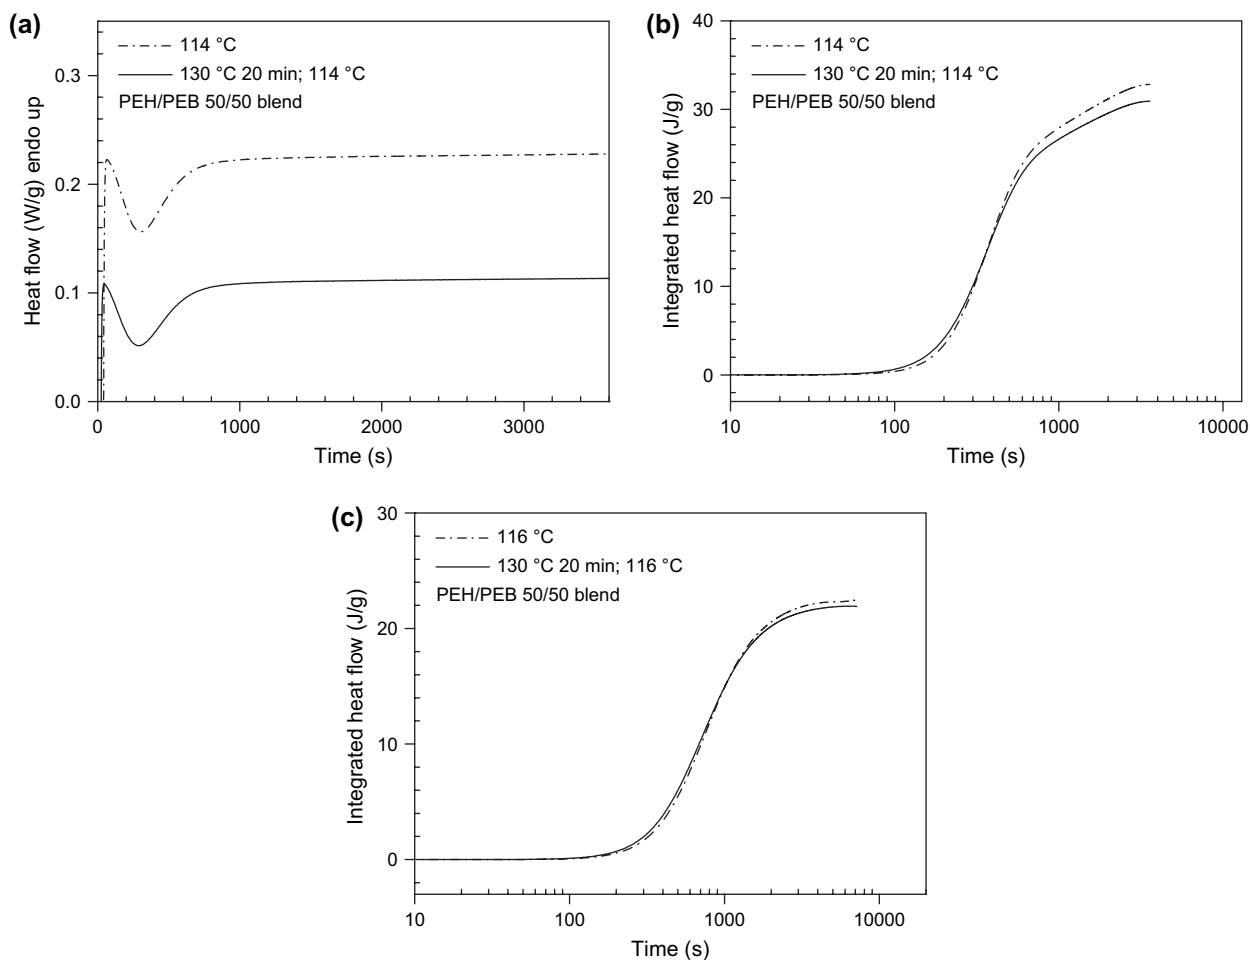 (a)
114 °C
130 °C 20 min; 114 °C
PEH/PEB 50/50 blend
Heat flow (W/g) endo up
0.3
0.2
0.1
0.0
0 1000 2000 3000
Time (s)
(b)
114 °C
130 °C 20 min; 114 °C
PEH/PEB 50/50 blend
Integrated heat flow (J/g)
40
30
20
10
0
10 100 1000 10000
Time (s)
(c)
116 °C
130 °C 20 min; 116 °C
PEH/PEB 50/50 blend
Integrated heat flow (J/g)
30
20
10
0
10 100 1000 10000
Time (s)